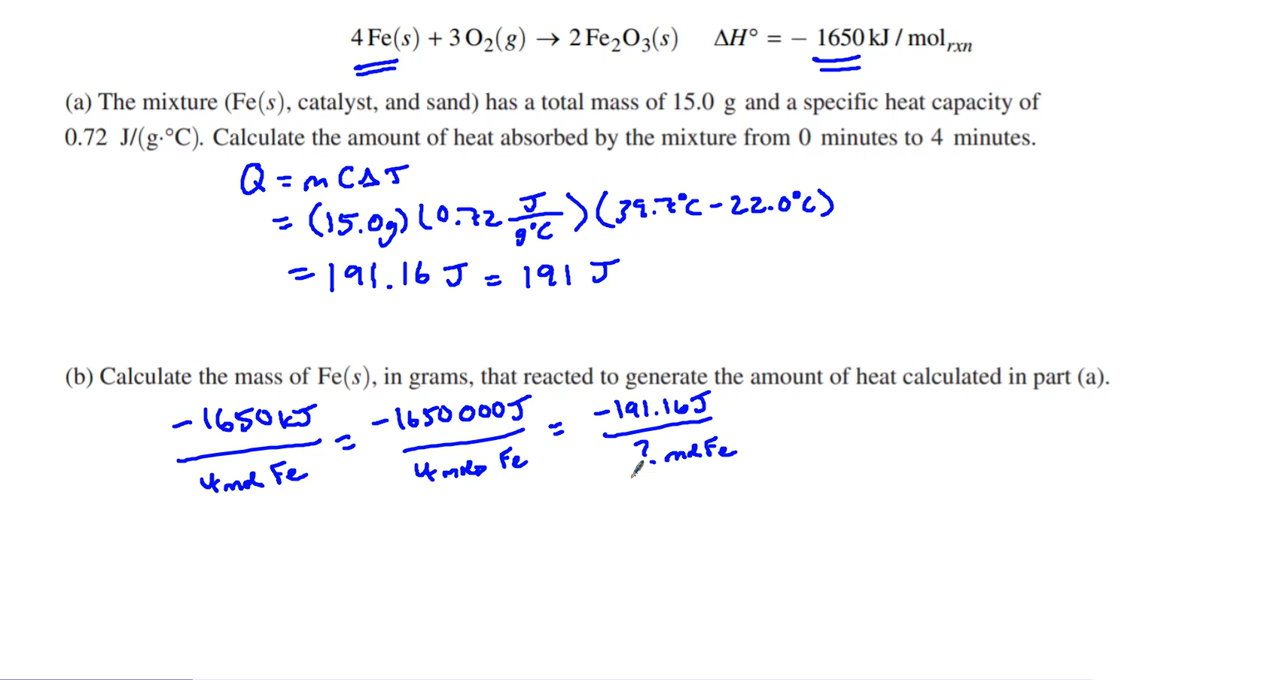 4 Fe(s) + 3 O₂(g) → 2 Fe₂O₃(s) ΔH° = − 1650 kJ / mol_rxn
(a) The mixture (Fe(s), catalyst, and sand) has a total mass of 15.0 g and a specific heat capacity of
0.72 J/(g·°C). Calculate the amount of heat absorbed by the mixture from 0 minutes to 4 minutes.
Q = m C Δ T
= (15.0g) (0.72 J/g°C) (39.7°C - 22.0°C)
= 191.16 J = 191 J
(b) Calculate the mass of Fe(s), in grams, that reacted to generate the amount of heat calculated in part (a).
-1650 kJ / 4 mol Fe = -1650 000 J / 4 mol Fe = -191.16 J / ? mol Fe